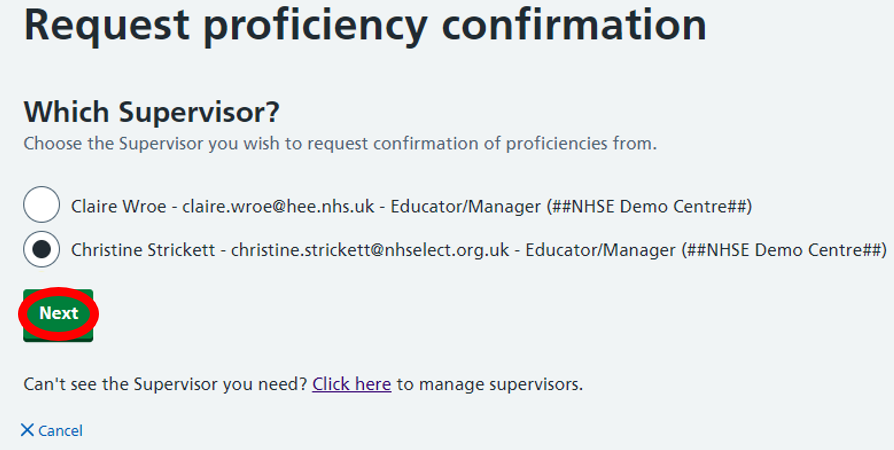 Request proficiency confirmation
Which Supervisor?
Choose the Supervisor you wish to request confirmation of proficiencies from.
Claire Wroe - claire.wroe@hee.nhs.uk - Educator/Manager (##NHSE Demo Centre##)
Christine Strickett - christine.strickett@nhselect.org.uk - Educator/Manager (##NHSE Demo Centre##)
Next
Can't see the Supervisor you need? Click here to manage supervisors.
Cancel